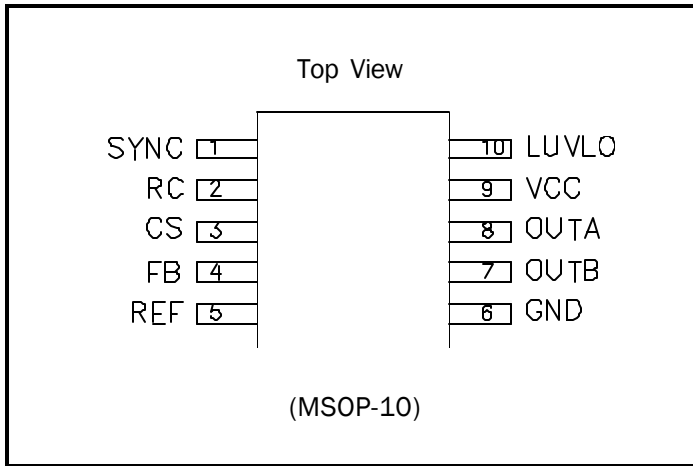 Top View
SYNC 1 10 LUVLO
RC 2 9 VCC
CS 3 8 OUTA
FB 4 7 OUTB
REF 5 6 GND
(MSOP-10)